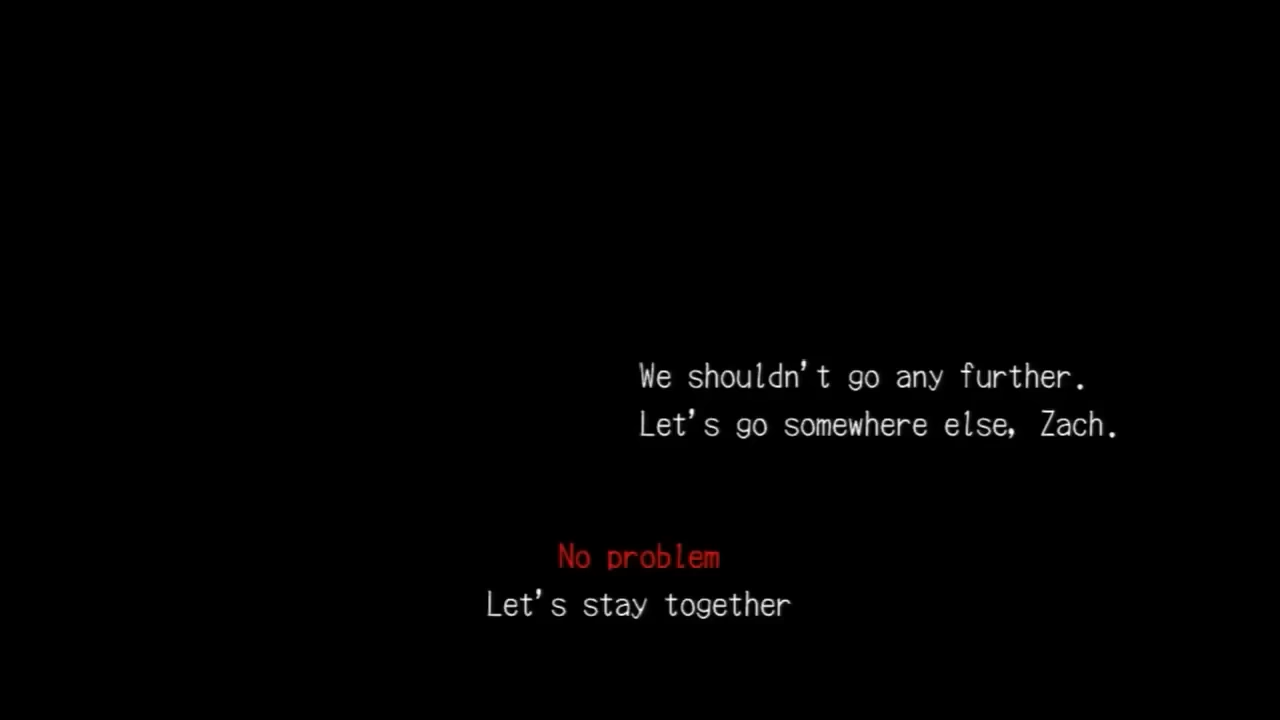 We shouldn't go any further.
Let's go somewhere else, Zach.
No problem
Let's stay together